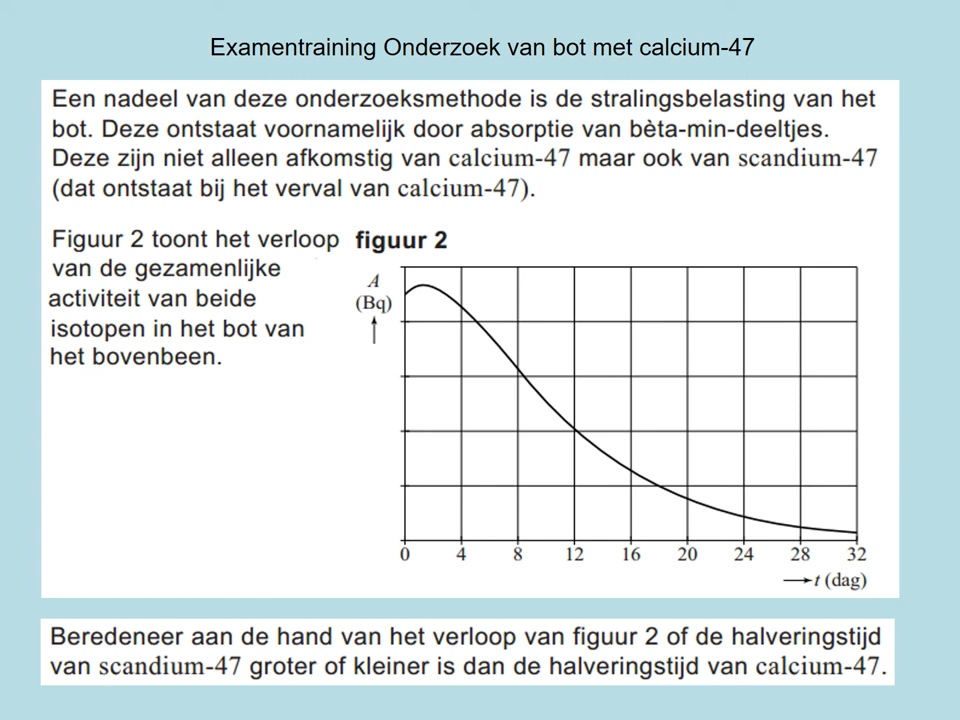 Examentraining Onderzoek van bot met calcium-47
Een nadeel van deze onderzoeksmethode is de stralingsbelasting van het
bot. Deze ontstaat voornamelijk door absorptie van bèta-min-deeltjes.
Deze zijn niet alleen afkomstig van calcium-47 maar ook van scandium-47
(dat ontstaat bij het verval van calcium-47).
Figuur 2 toont het verloop
van de gezamenlijke
activiteit van beide
isotopen in het bot van
het bovenbeen.
figuur 2
A
(Bq)
0 4 8 12 16 20 24 28 32
t (dag)
Beredeneer aan de hand van het verloop van figuur 2 of de halveringstijd
van scandium-47 groter of kleiner is dan de halveringstijd van calcium-47.